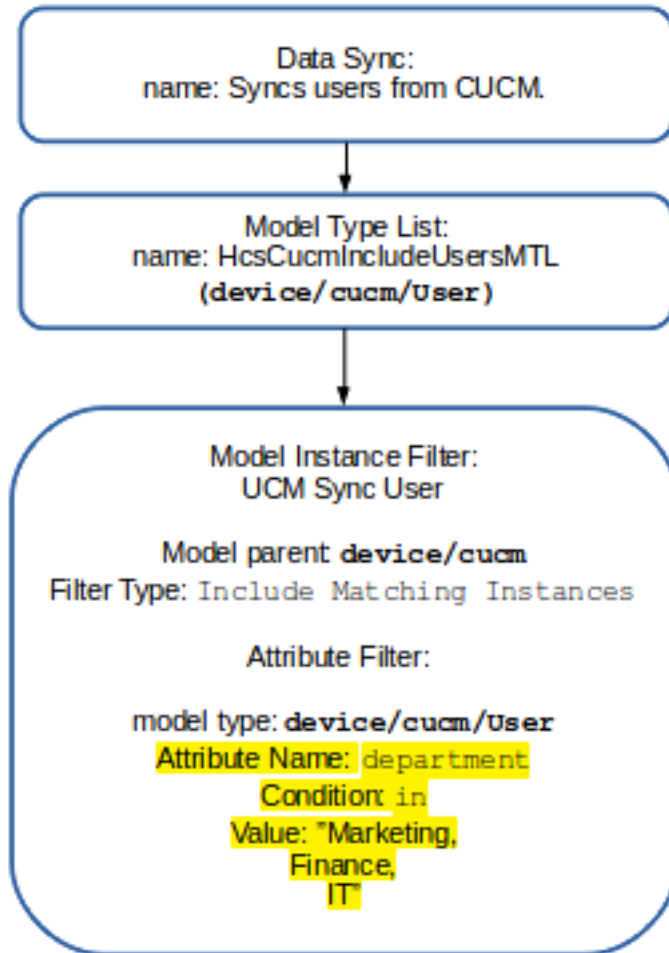 Data Sync:
name: Syncs users from CUCM.
Model Type List:
name: HcsCucmIncludeUsersMTL
(device/cucm/User)
Model Instance Filter:
UCM Sync User
Model parent: device/cucm
Filter Type: Include Matching Instances
Attribute Filter:
model type: device/cucm/User
Attribute Name: department
Condition: in
Value: "Marketing,
Finance,
IT"